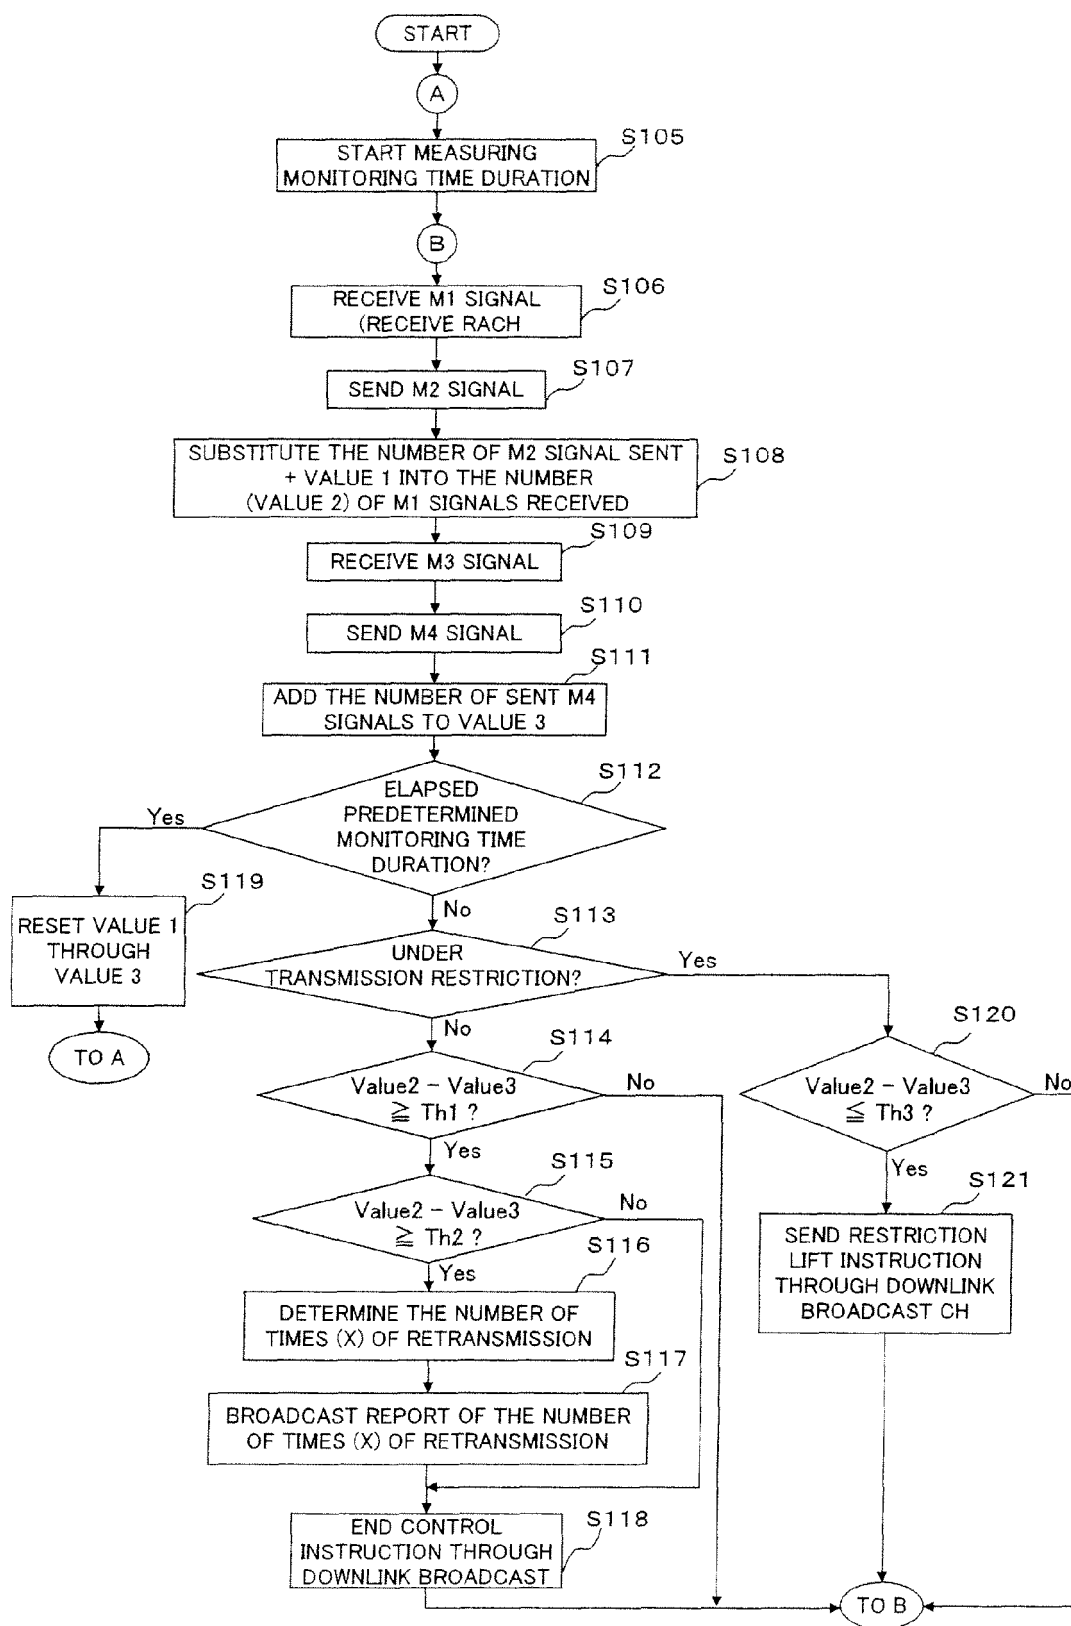 START
A
S105
START MEASURING
MONITORING TIME DURATION
B
S106
RECEIVE M1 SIGNAL
(RECEIVE RACH
S107
SEND M2 SIGNAL
S108
SUBSTITUTE THE NUMBER OF M2 SIGNAL SENT
+ VALUE 1 INTO THE NUMBER
(VALUE 2) OF M1 SIGNALS RECEIVED
S109
RECEIVE M3 SIGNAL
S110
SEND M4 SIGNAL
S111
ADD THE NUMBER OF SENT M4
SIGNALS TO VALUE 3
S112
ELAPSED
PREDETERMINED
MONITORING TIME
DURATION?
Yes
No
S119
RESET VALUE 1
THROUGH
VALUE 3
TO A
S113
UNDER
TRANSMISSION RESTRICTION?
Yes
No
S114
Value2 – Value3
≧ Th1 ?
No
Yes
S115
Value2 – Value3
≧ Th2 ?
No
Yes
S116
DETERMINE THE NUMBER OF
TIMES (X) OF RETRANSMISSION
S117
BROADCAST REPORT OF THE NUMBER
OF TIMES (X) OF RETRANSMISSION
S118
END CONTROL
INSTRUCTION THROUGH
DOWNLINK BROADCAST
S120
Value2 – Value3
≦ Th3 ?
No
Yes
S121
SEND RESTRICTION
LIFT INSTRUCTION
THROUGH DOWNLINK
BROADCAST CH
TO B